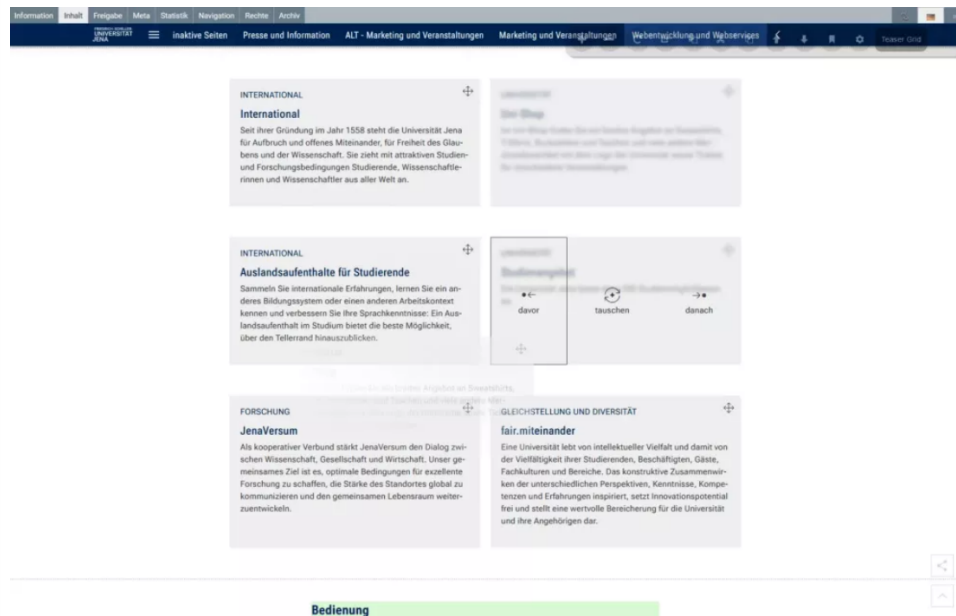 Information Inhalt Freigabe Meta Statistik Navigation Rechte Archiv
UNIVERSITÄT
JENA
inaktive Seiten Presse und Information ALT - Marketing und Veranstaltungen Marketing und Veranstaltungen Webentwicklung und Webservices Teaser Grid
INTERNATIONAL
International
Seit ihrer Gründung im Jahr 1558 steht die Universität Jena
für Aufbruch und offenes Miteinander, für Freiheit des Glau-
bens und der Wissenschaft. Sie zieht mit attraktiven Studien-
und Forschungsbedingungen Studierende, Wissenschaftle-
rinnen und Wissenschaftler aus aller Welt an.
Uni-Shop
INTERNATIONAL
Auslandsaufenthalte für Studierende
Sammeln Sie internationale Erfahrungen, lernen Sie ein an-
deres Bildungssystem oder einen anderen Arbeitskontext
kennen und verbessern Sie Ihre Sprachkenntnisse: Ein Aus-
landsaufenthalt im Studium bietet die beste Möglichkeit,
über den Tellerrand hinauszublicken.
Studienangebot
davor tauschen danach
FORSCHUNG
JenaVersum
Als kooperativer Verbund stärkt JenaVersum den Dialog zwi-
schen Wissenschaft, Gesellschaft und Wirtschaft. Unser ge-
meinsames Ziel ist es, optimale Bedingungen für exzellente
Forschung zu schaffen, die Stärke des Standortes global zu
kommunizieren und den gemeinsamen Lebensraum weiter-
zuentwickeln.
GLEICHSTELLUNG UND DIVERSITÄT
fair.miteinander
Eine Universität lebt von intellektueller Vielfalt und damit von
der Vielfältigkeit ihrer Studierenden, Beschäftigten, Gäste,
Fachkulturen und Bereiche. Das konstruktive Zusammenwir-
ken der unterschiedlichen Perspektiven, Kenntnisse, Kompe-
tenzen und Erfahrungen inspiriert, setzt Innovationspotential
frei und stellt eine wertvolle Bereicherung für die Universität
und ihre Angehörigen dar.
Bedienung